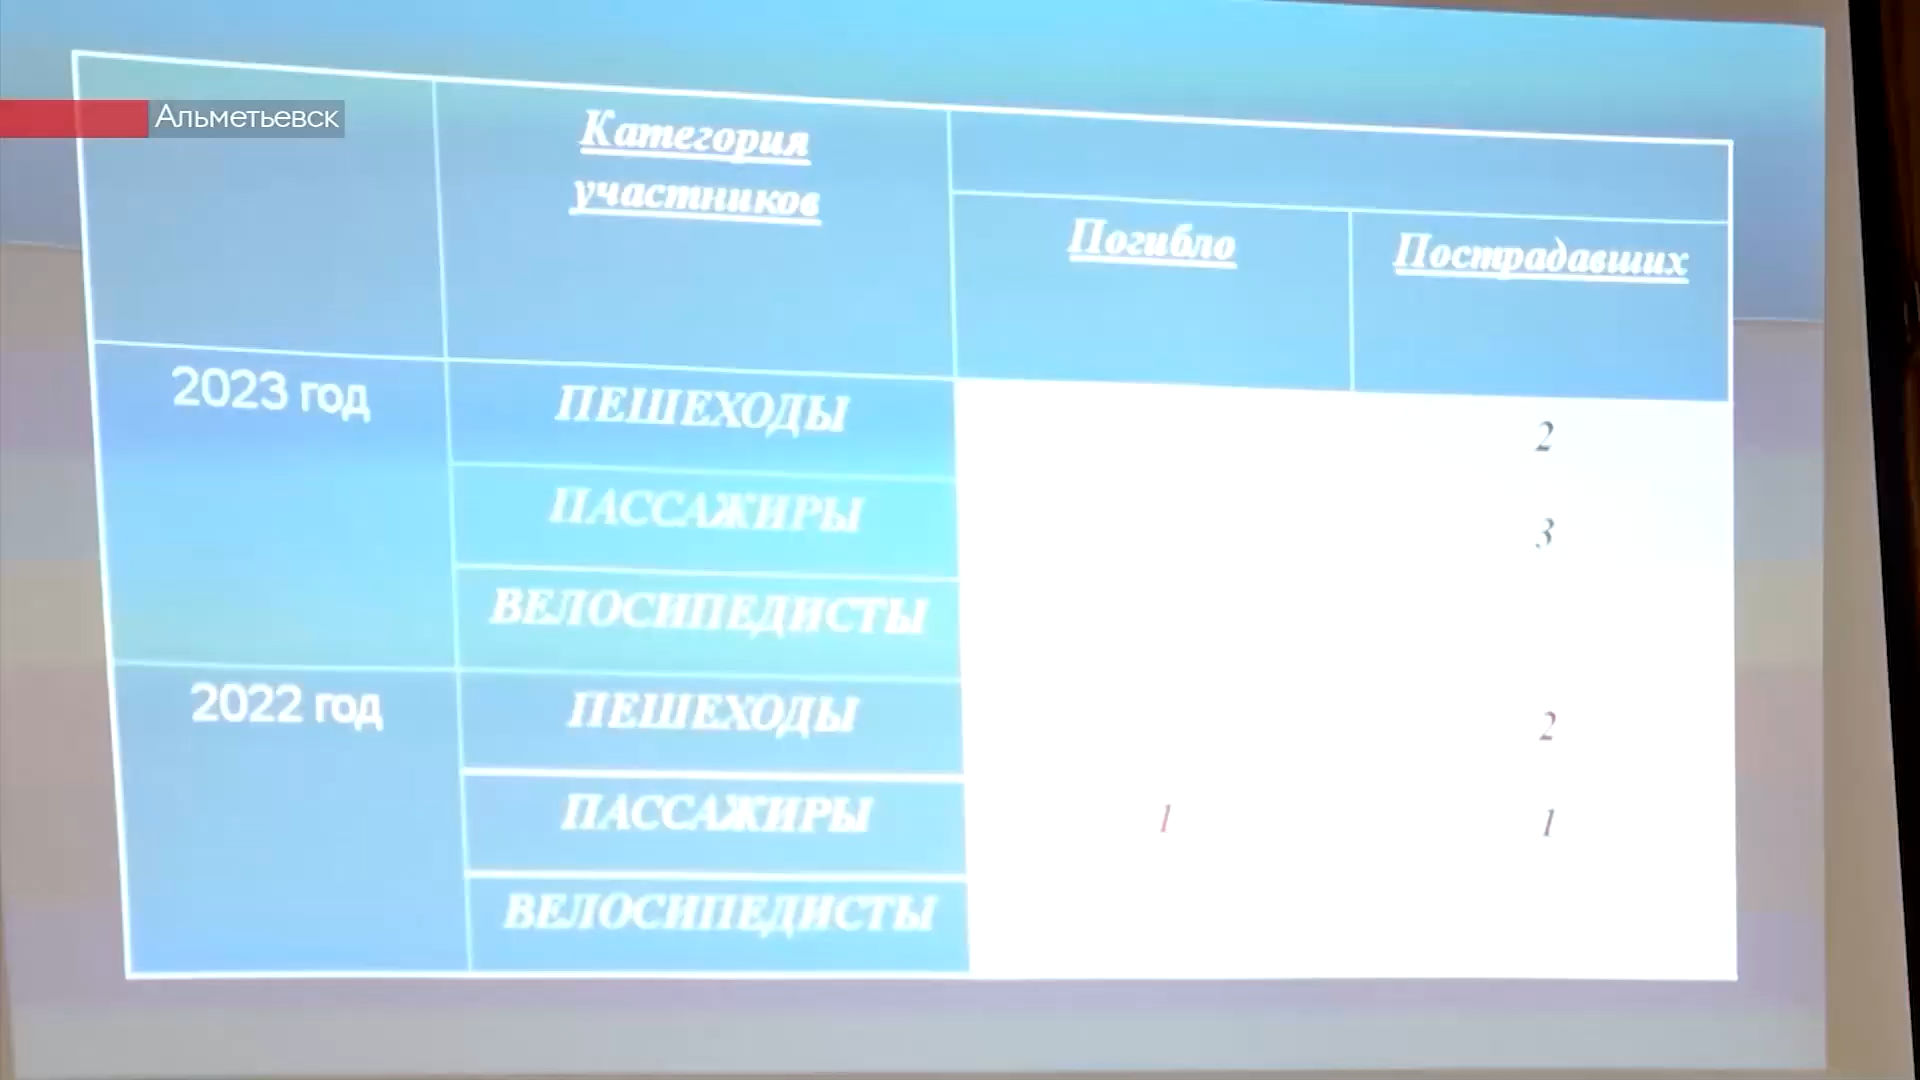 Альметьевск
Категория
участников
Погибло
Пострадавших
2023 год
ПЕШЕХОДЫ
2
ПАССАЖИРЫ
3
ВЕЛОСИПЕДИСТЫ
2022 год
ПЕШЕХОДЫ
2
ПАССАЖИРЫ
1
1
ВЕЛОСИПЕДИСТЫ